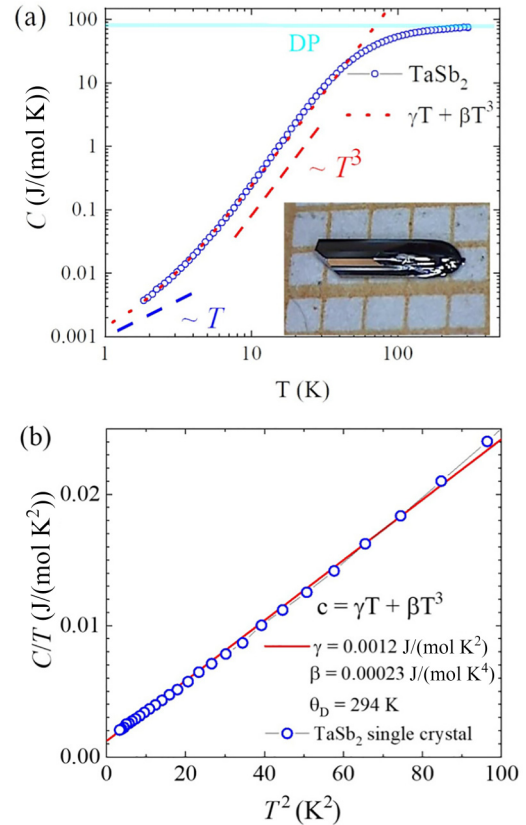 (a)
100
10
1
0.1
0.01
0.001
C (J/(mol K))
DP
TaSb₂
γT + βT³
~ T³
~ T
1
10
100
T (K)
(b)
0.02
0.01
0.00
C/T (J/(mol K²)
c = γT + βT³
γ = 0.0012 J/(mol K²)
β = 0.00023 J/(mol K⁴)
θ_D = 294 K
TaSb₂ single crystal
0
20
40
60
80
100
T² (K²)